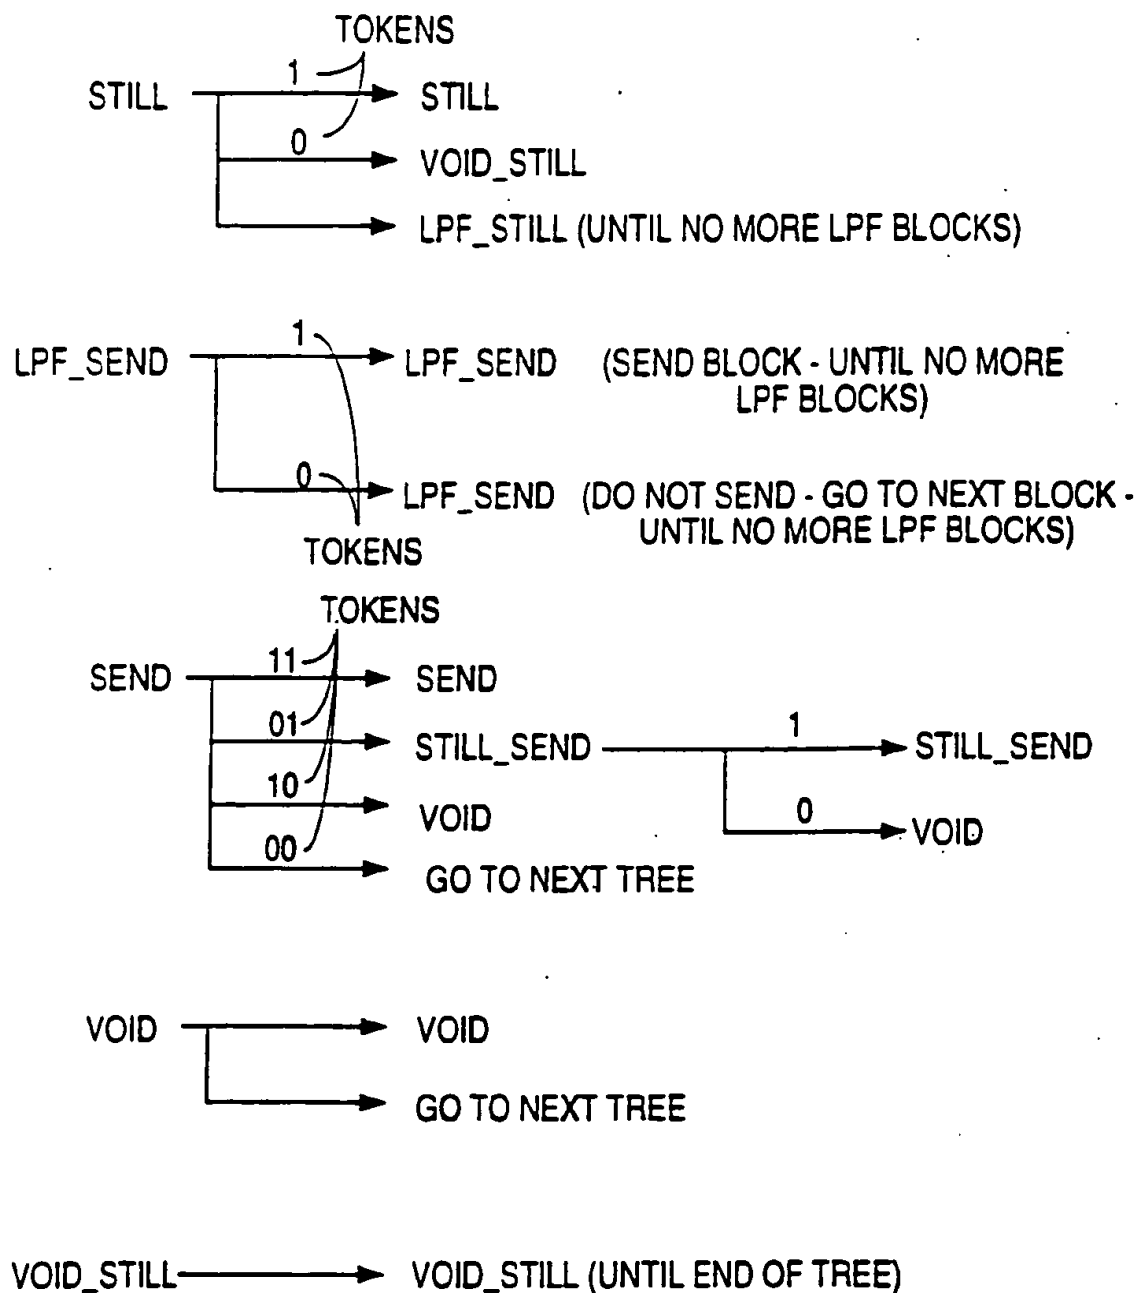 TOKENS
STILL 1 STILL
0 VOID_STILL
LPF_STILL (UNTIL NO MORE LPF BLOCKS)
LPF_SEND 1 LPF_SEND (SEND BLOCK - UNTIL NO MORE
LPF BLOCKS)
0 LPF_SEND (DO NOT SEND - GO TO NEXT BLOCK -
UNTIL NO MORE LPF BLOCKS)
TOKENS
TOKENS
SEND 11 SEND
01 STILL_SEND 1 STILL_SEND
10 VOID 0 VOID
00 GO TO NEXT TREE
VOID VOID
GO TO NEXT TREE
VOID_STILL VOID_STILL (UNTIL END OF TREE)